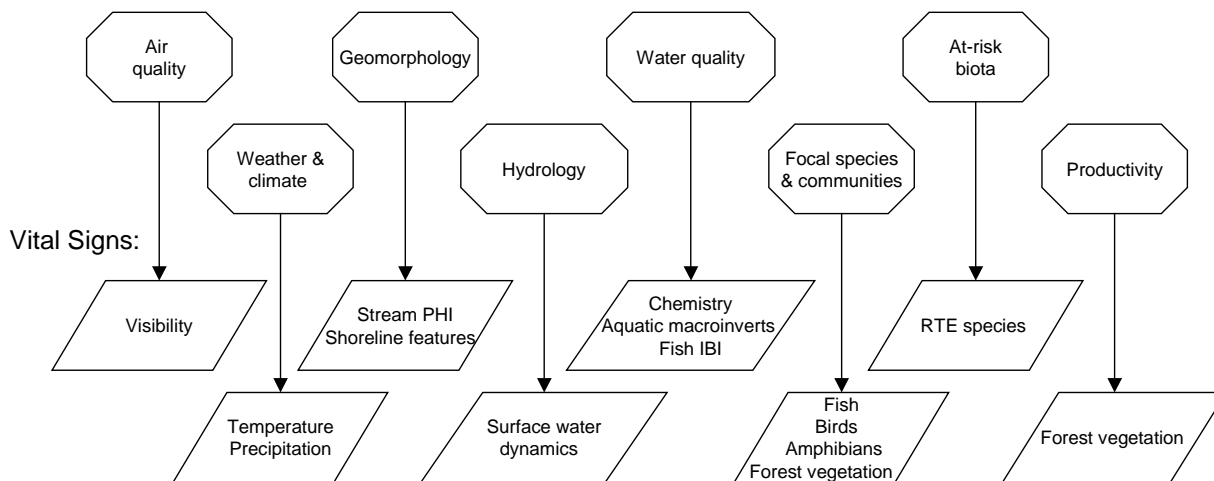 Air
quality
Geomorphology
Water quality
At-risk
biota
Weather &
climate
Hydrology
Focal species
& communities
Productivity
Vital Signs:
Visibility
Stream PHI
Shoreline features
Chemistry
Aquatic macroinverts
Fish IBI
RTE species
Temperature
Precipitation
Surface water
dynamics
Fish
Birds
Amphibians
Forest vegetation
Forest vegetation